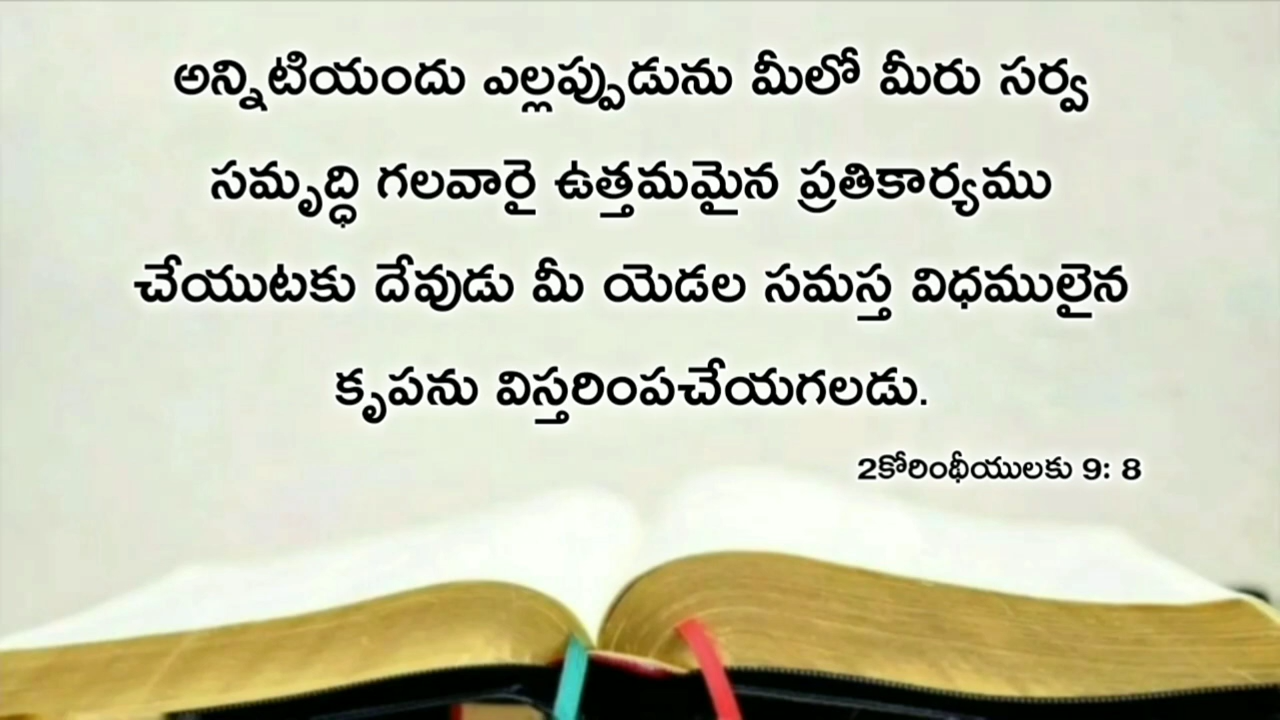 అన్నిటియందు ఎల్లప్పుడును మీలో మీరు సర్వ
సమృద్ధి గలవారై ఉత్తమమైన ప్రతికార్యము
చేయుటకు దేవుడు మీ యెడల సమస్త విధములైన
కృపను విస్తరింపచేయగలడు.
2కోరింథీయులకు 9: 8